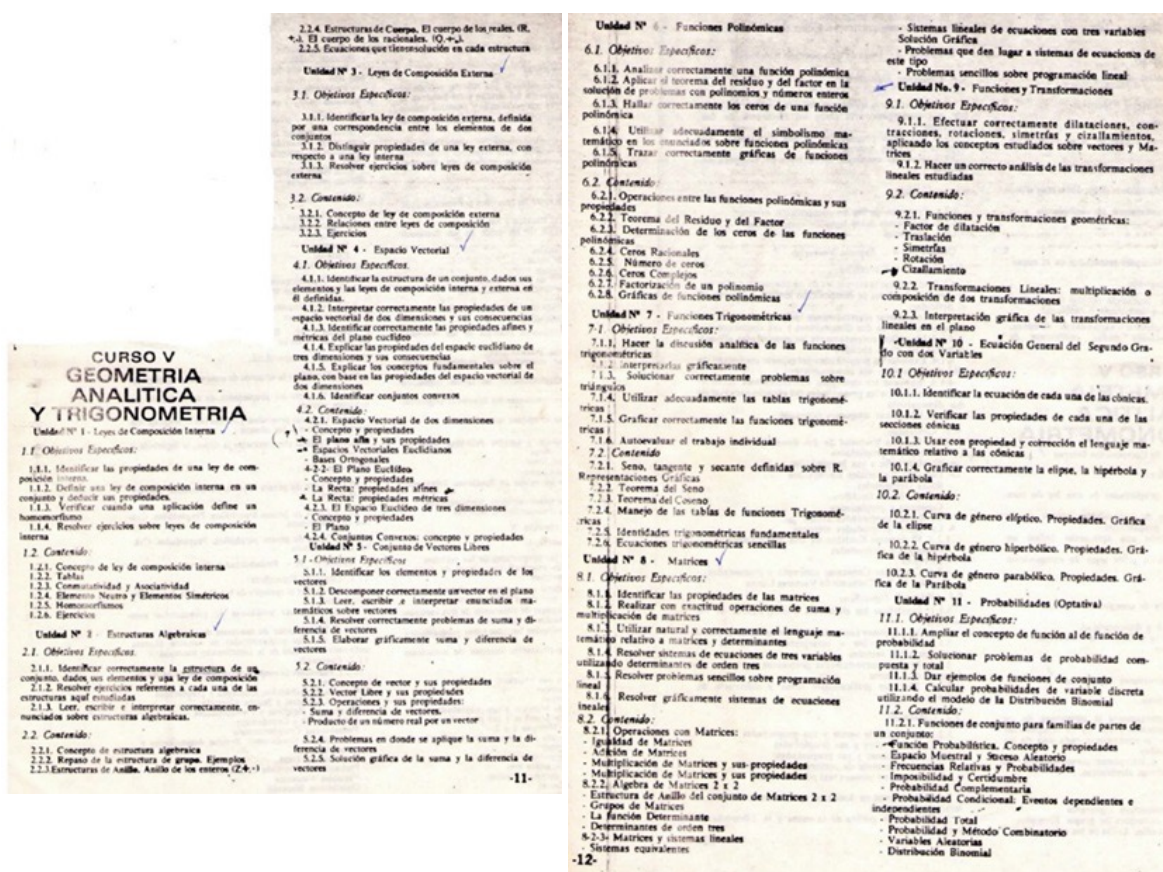 CURSO V
GEOMETRIA
ANALITICA
Y TRIGONOMETRIA
Unidad Nº 1 - Leyes de Composición Interna
1.1. Objetivos Específicos:
1.1.1. Identificar las propiedades de una ley de com-
posición interna.
1.1.2. Definir una ley de composición interna en un
conjunto y deducir sus propiedades.
1.1.3. Verificar cuando una aplicación define un
homomorfismo
1.1.4. Resolver ejercicios sobre leyes de composición
interna
1.2. Contenido:
1.2.1. Concepto de ley de composición interna
1.2.2. Tablas
1.2.3. Conmutatividad y Asociatividad
1.2.4. Elemento Neutro y Elementos Simétricos
1.2.5. Homomorfismos
1.2.6. Ejercicios
Unidad Nº 2 - Estructuras Algebraicas
2.1. Objetivos Específicos:
2.1.1. Identificar correctamente la estructura de un
conjunto, dados sus elementos y una ley de composición
2.1.2. Resolver ejercicios referentes a cada una de las
estructuras aquí estudiadas
2.1.3. Leer, escribir e interpretar correctamente, en-
nunciados sobre estructuras algebraicas.
2.2. Contenido:
2.2.1. Concepto de estructura algebraica
2.2.2. Repaso de la estructura de grupo. Ejemplos
2.2.3 Estructuras de Anillo. Anillo de los enteros (Z,+,·)
2.2.4. Estructuras de Cuerpo. El cuerpo de los reales. (R,
+,.). El cuerpo de los racionales. (Q,+,.)
2.2.5. Ecuaciones que tienen solución en cada estructura
Unidad Nº 3 - Leyes de Composición Externa
3.1. Objetivos Específicos:
3.1.1. Identificar la ley de composición externa, definida
por una correspondencia entre los elementos de dos
conjuntos
3.1.2. Distinguir propiedades de una ley externa, con
respecto a una ley interna
3.1.3. Resolver ejercicios sobre leyes de composición
externa
3.2. Contenido:
3.2.1. Concepto de ley de composición externa
3.2.2. Relaciones entre leyes de composición
3.2.3. Ejercicios
Unidad Nº 4 - Espacio Vectorial
4.1. Objetivos Específicos.
4.1.1. Identificar la estructura de un conjunto, dados sus
elementos y las leyes de composición interna y externa en
él definidas.
4.1.2. Interpretar correctamente las propiedades de un
espacio vectorial de dos dimensiones y sus consecuencias
4.1.3. Identificar correctamente las propiedades afines y
métricas del plano euclídeo
4.1.4. Explicar las propiedades del espacio euclidiano de
tres dimensiones y sus consecuencias
4.1.5. Explicar los conceptos fundamentales sobre el
plano, con base en las propiedades del espacio vectorial de
dos dimensiones
4.1.6. Identificar conjuntos convexos
4.2. Contenido:
4.2.1. Espacio Vectorial de dos dimensiones
- Concepto y propiedades
- El plano afín y sus propiedades
- Espacios Vectoriales Euclidianos
- Bases Ortogonales
4-2-2- El Plano Euclídeo
- Concepto y propiedades
- La Recta: propiedades afines
- La Recta: propiedades métricas
4.2.3. El Espacio Euclídeo de tres dimensiones
- Concepto y propiedades
- El Plano
4.2.4. Conjuntos Convexos: concepto y propiedades
Unidad Nº 5 - Conjunto de Vectores Libres
5.1 - Objetivos Específicos
5.1.1. Identificar los elementos y propiedades de los
vectores
5.1.2 Descomponer correctamente un vector en el plano
5.1.3. Leer, escribir e interpretar enunciados ma-
temáticos sobre vectores
5.1.4. Resolver correctamente problemas de suma y di-
ferencia de vectores
5.1.5. Elaborar gráficamente suma y diferencia de
vectores
5.2. Contenido:
5.2.1. Concepto de vector y sus propiedades
5.2.2. Vector Libre y sus propiedades
5.2.3. Operaciones y sus propiedades:
- Suma y diferencia de vectores.
- Producto de un número real por un vector
5.2.4. Problemas en donde se aplique la suma y la di-
ferencia de vectores
5.2.5. Solución gráfica de la suma y la diferencia de
vectores
-11-
Unidad Nº 6 - Funciones Polinómicas
6.1. Objetivos Específicos:
6.1.1. Analizar correctamente una función polinómica
6.1.2. Aplicar el teorema del residuo y del factor en la
solución de problemas con polinomios y números enteros
6.1.3. Hallar correctamente los ceros de una función
polinómica
6.1.4. Utilizar adecuadamente el simbolismo ma-
temático en los enunciados sobre funciones polinómicas
6.1.5. Trazar correctamente gráficas de funciones
polinómicas
6.2. Contenido:
6.2.1. Operaciones entre las funciones polinómicas y sus
propiedades
6.2.2. Teorema del Residuo y del Factor
6.2.3. Determinación de los ceros de las funciones
polinómicas
6.2.4. Ceros Racionales
6.2.5. Número de ceros
6.2.6. Ceros Complejos
6.2.7. Factorización de un polinomio
6.2.8. Gráficas de funciones polinómicas
Unidad Nº 7 - Funciones Trigonométricas
7-1. Objetivos Específicos:
7.1.1. Hacer la discusión analítica de las funciones
trigonométricas
7.1.2. Interpretarlas gráficamente
7.1.3. Solucionar correctamente problemas sobre
triángulos
7.1.4. Utilizar adecuadamente las tablas trigonomé-
tricas
7.1.5. Graficar correctamente las funciones trigonomé-
tricas
7.1.6. Autoevaluar el trabajo individual
7.2. Contenido
7.2.1. Seno, tangente y secante definidas sobre R.
Representaciones Gráficas
7.2.2. Teorema del Seno
7.2.3. Teorema del Coseno
7.2.4. Manejo de las tablas de funciones Trigonomé-
tricas
7.2.5. Identidades trigonométricas fundamentales
7.2.6. Ecuaciones trigonométricas sencillas
Unidad Nº 8 - Matrices
8.1. Objetivos Específicos:
8.1.1. Identificar las propiedades de las matrices
8.1.2. Realizar con exactitud operaciones de suma y
multiplicación de matrices
8.1.3. Utilizar natural y correctamente el lenguaje ma-
temático relativo a matrices y determinantes
8.1.4. Resolver sistemas de ecuaciones de tres variables
utilizando determinantes de orden tres
8.1.5. Resolver problemas sencillos sobre programación
lineal
8.1.6. Resolver gráficamente sistemas de ecuaciones
lineales
8.2. Contenido:
8.2.1. Operaciones con Matrices:
- Igualdad de Matrices
- Adición de Matrices
- Multiplicación de Matrices y sus propiedades
- Multiplicación de Matrices y sus propiedades
8.2.2. Algebra de Matrices 2 x 2
- Estructura de Anillo del conjunto de Matrices 2 x 2
- Grupos de Matrices
- La función Determinante
- Determinantes de orden tres
8-2-3- Matrices y sistemas lineales
- Sistemas equivalentes
-12-
- Sistemas lineales de ecuaciones con tres variables
Solución Gráfica
- Problemas que den lugar a sistemas de ecuaciones de
este tipo
- Problemas sencillos sobre programación lineal
Unidad No. 9 - Funciones y Transformaciones
9.1. Objetivos Específicos:
9.1.1. Efectuar correctamente dilataciones, con-
tracciones, rotaciones, simetrías y cizallamientos,
aplicando los conceptos estudiados sobre vectores y Ma-
trices
9.1.2. Hacer un correcto análisis de las transformaciones
lineales estudiadas
9.2. Contenido:
9.2.1. Funciones y transformaciones geométricas:
- Factor de dilatación
- Traslación
- Simetrías
- Rotación
- Cizallamiento
9.2.2. Transformaciones Lineales: multiplicación o
composición de dos transformaciones
9.2.3. Interpretación gráfica de las transformaciones
lineales en el plano
-Unidad Nº 10 - Ecuación General del Segundo Gra-
do con dos Variables
10.1 Objetivos Específicos:
10.1.1. Identificar la ecuación de cada una de las cónicas.
10.1.2. Verificar las propiedades de cada una de las
secciones cónicas
10.1.3. Usar con propiedad y corrección el lenguaje ma-
temático relativo a las cónicas
10.1.4. Graficar correctamente la elipse, la hipérbola y
la parábola
10.2. Contenido:
10.2.1. Curva de género elíptico. Propiedades. Gráfica
de la elipse
10.2.2. Curva de género hiperbólico. Propiedades. Grá-
fica de la hipérbola
10.2.3. Curva de género parabólico. Propiedades. Grá-
fica de la Parábola
Unidad Nº 11 - Probabilidades (Optativa)
11.1. Objetivos Específicos:
11.1.1. Ampliar el concepto de función al de función de
probabilidad
11.1.2. Solucionar problemas de probabilidad com-
puesta y total
11.1.3. Dar ejemplos de funciones de conjunto
11.1.4. Calcular probabilidades de variable discreta
utilizando el modelo de la Distribución Binomial
11.2. Contenido:
11.2.1. Funciones de conjunto para familias de partes de
un conjunto:
- Función Probabilística. Concepto y propiedades
- Espacio Muestral y Suceso Aleatorio
- Frecuencias Relativas y Probabilidades
- Imposibilidad y Certidumbre
- Probabilidad Complementaria
- Probabilidad Condicional: Eventos dependientes e
independientes
- Probabilidad Total
- Probabilidad y Método Combinatorio
- Variables Aleatorias
- Distribución Binomial